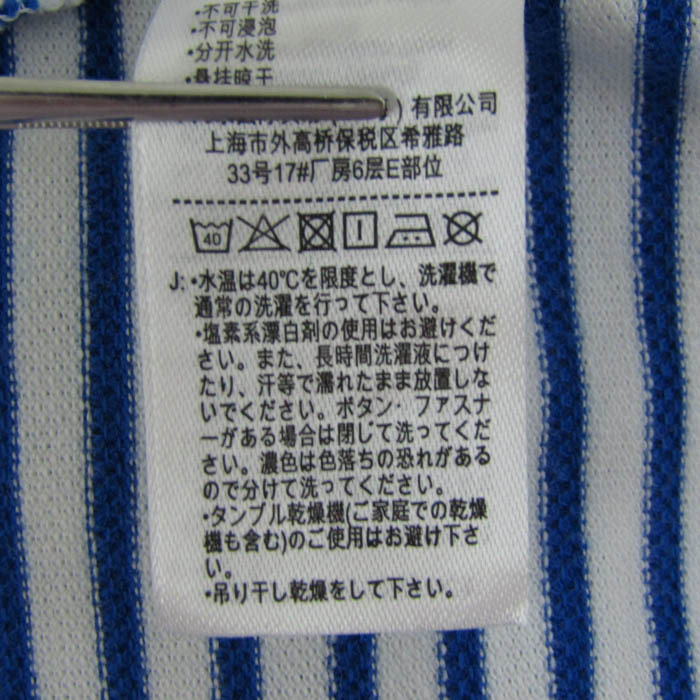 ·不可干洗
·不可浸泡
·分开水洗
·悬挂晾干
) 有限公司
上海市外高桥保税区希雅路
33号17#厂房6层E部位
40
J: ·水温は40℃を限度とし、洗濯機で
通常の洗濯を行って下さい。
·塩素系漂白剤の使用はお避けくだ
さい。また、長時間洗濯液につけ
たり、汗等で濡れたまま放置しな
いでください。ボタン· ファスナ
ーがある場合は閉じて洗ってくだ
さい。濃色は色落ちの恐れがある
ので分けて洗ってください。
·タンブル乾燥機(ご家庭での乾燥
機も含む)のご使用はお避け下さ
い。
·吊り干し乾燥をして下さい。